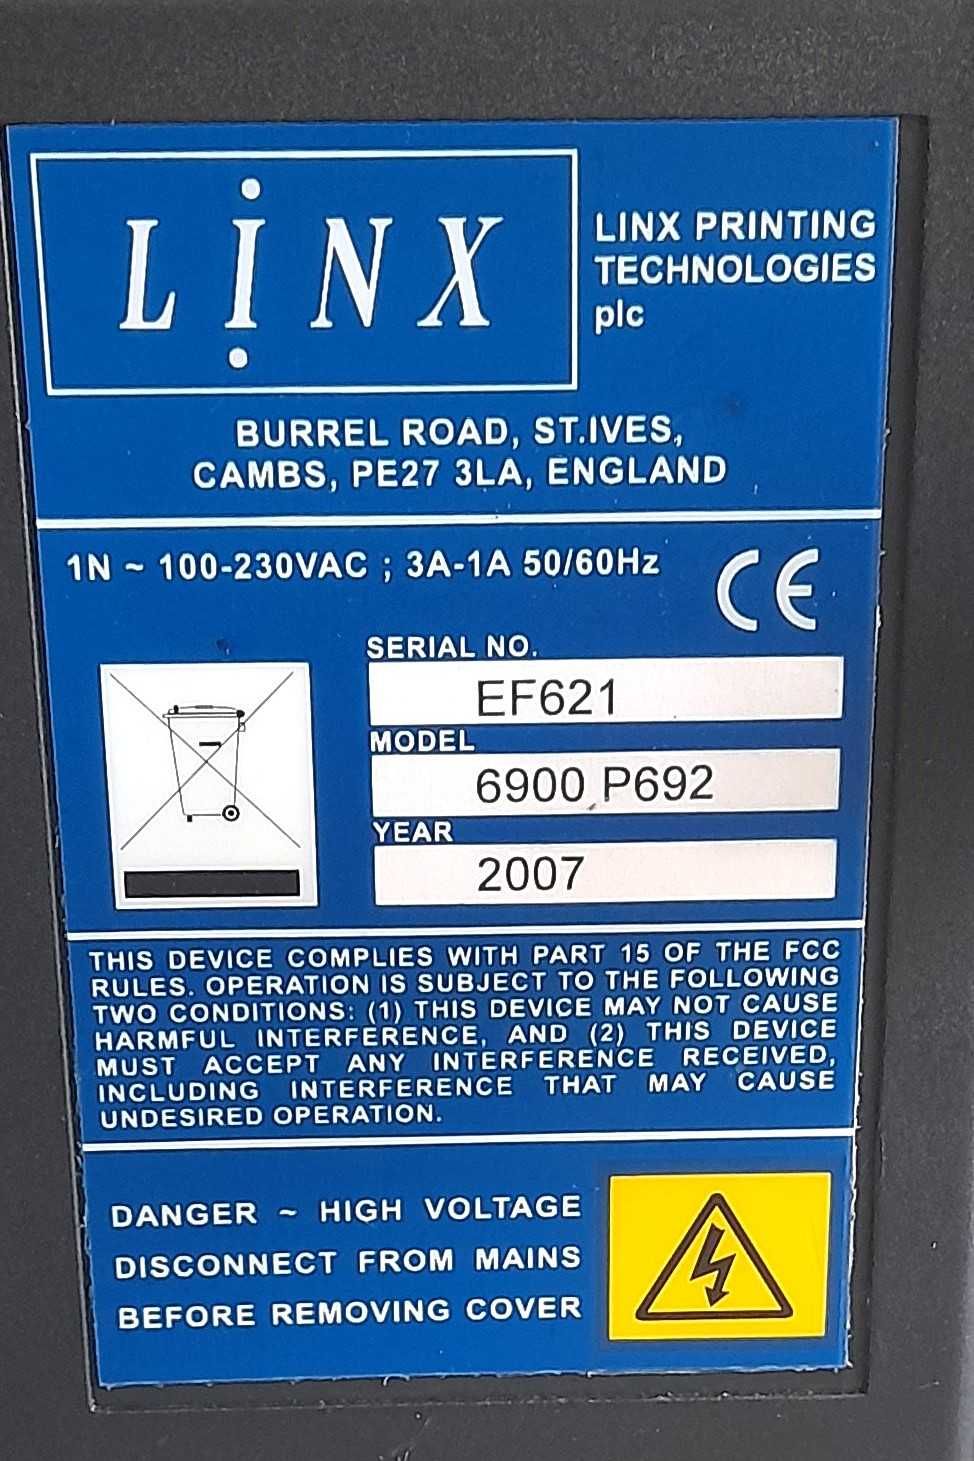 LINX
LINX PRINTING
TECHNOLOGIES
plc
BURREL ROAD, ST.IVES,
CAMBS, PE27 3LA, ENGLAND
1N ~ 100-230VAC ; 3A-1A 50/60Hz
CE
SERIAL NO.
EF621
MODEL
6900 P692
YEAR
2007
THIS DEVICE COMPLIES WITH PART 15 OF THE FCC
RULES. OPERATION IS SUBJECT TO THE FOLLOWING
TWO CONDITIONS: (1) THIS DEVICE MAY NOT CAUSE
HARMFUL INTERFERENCE, AND (2) THIS DEVICE
MUST ACCEPT ANY INTERFERENCE RECEIVED,
INCLUDING INTERFERENCE THAT MAY CAUSE
UNDESIRED OPERATION.
DANGER ~ HIGH VOLTAGE
DISCONNECT FROM MAINS
BEFORE REMOVING COVER